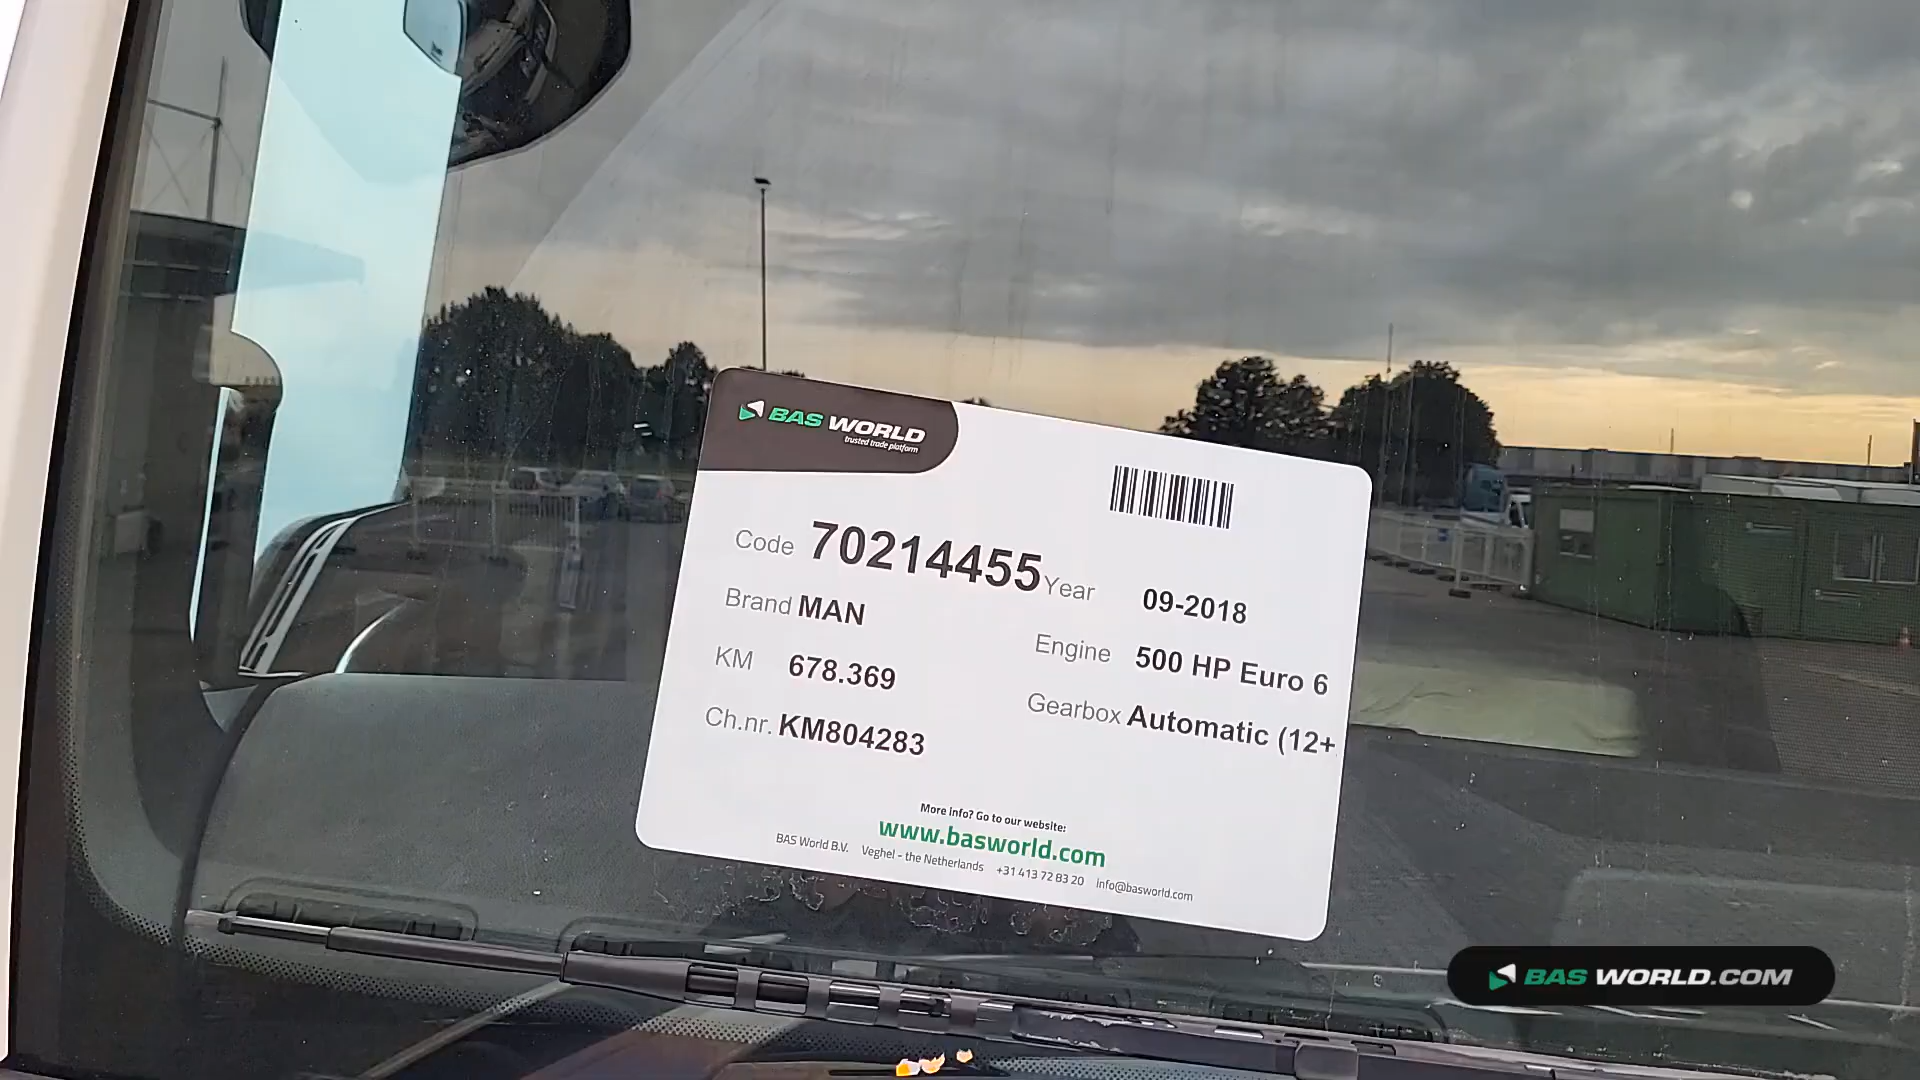 BAS WORLD
trusted trade platform
Code 70214455
Year 09-2018
Brand MAN
Engine 500 HP Euro 6
KM 678.369
Gearbox Automatic (12+
Ch.nr. KM804283
More info? Go to our website:
www.basworld.com
BAS World B.V. Veghel - the Netherlands +31 413 72 83 20 info@basworld.com
BAS WORLD.COM